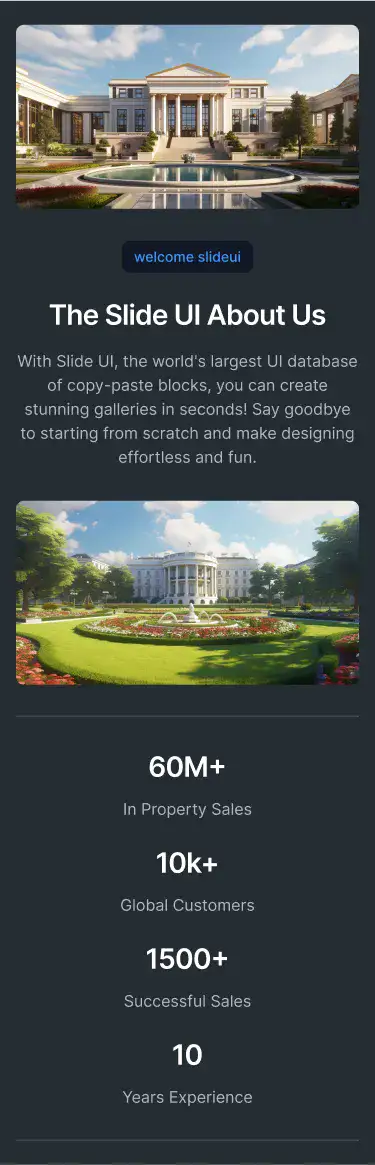 welcome slideui
The Slide UI About Us
With Slide UI, the world's largest UI database
of copy-paste blocks, you can create
stunning galleries in seconds! Say goodbye
to starting from scratch and make designing
effortless and fun.
60M+
In Property Sales
10k+
Global Customers
1500+
Successful Sales
10
Years Experience